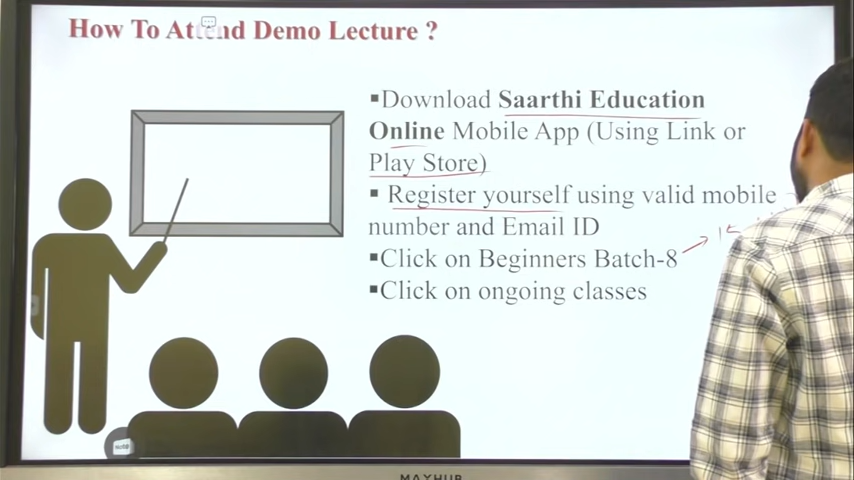 How To Attend Demo Lecture ?
▪Download Saarthi Education
Online Mobile App (Using Link or
Play Store)
▪ Register yourself using valid mobile
number and Email ID
▪Click on Beginners Batch-8
▪Click on ongoing classes
MAXHUB